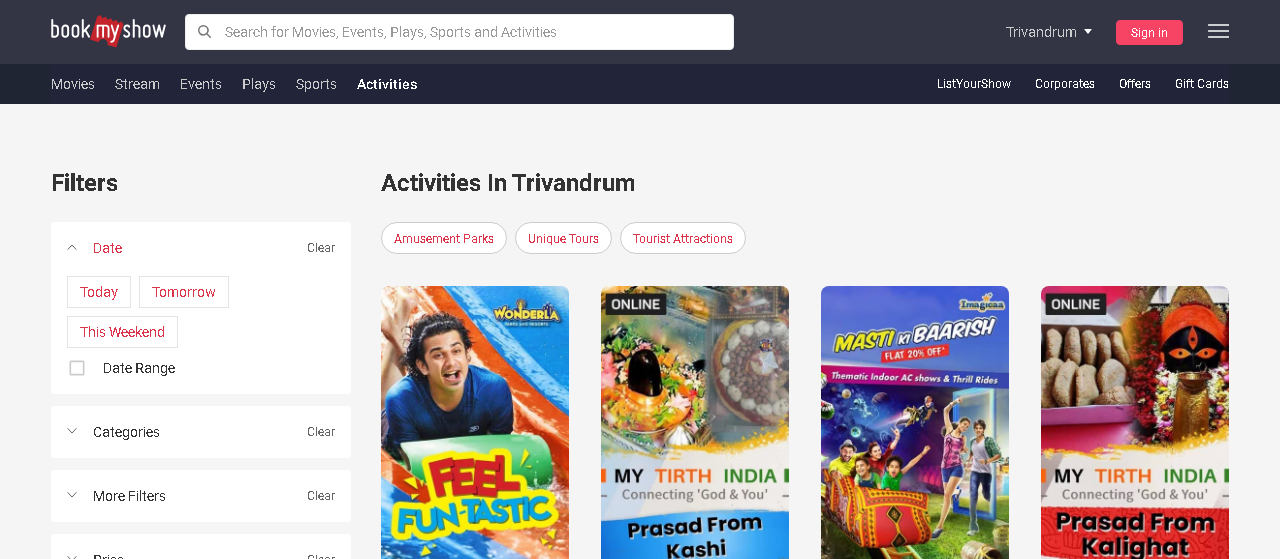 book my show
Search for Movies, Events, Plays, Sports and Activities
Trivandrum
Sign in
Movies Stream Events Plays Sports Activities
ListYourShow Corporates Offers Gift Cards
Filters
Date Clear
Today Tomorrow
This Weekend
Date Range
Categories Clear
More Filters Clear
Price Clear
Activities In Trivandrum
Amusement Parks Unique Tours Tourist Attractions
WONDERLA
PARKS AND RESORTS
FEEL
FUN-TASTIC
ONLINE
MY TIRTH INDIA
Connecting 'God & You'
Prasad From
Kashi
Imagicaa
MASTI KI BAARISH
FLAT 20% OFF*
Thematic Indoor AC shows & Thrill Rides
ONLINE
MY TIRTH INDIA
Connecting 'God & You'
Prasad From
Kalighat